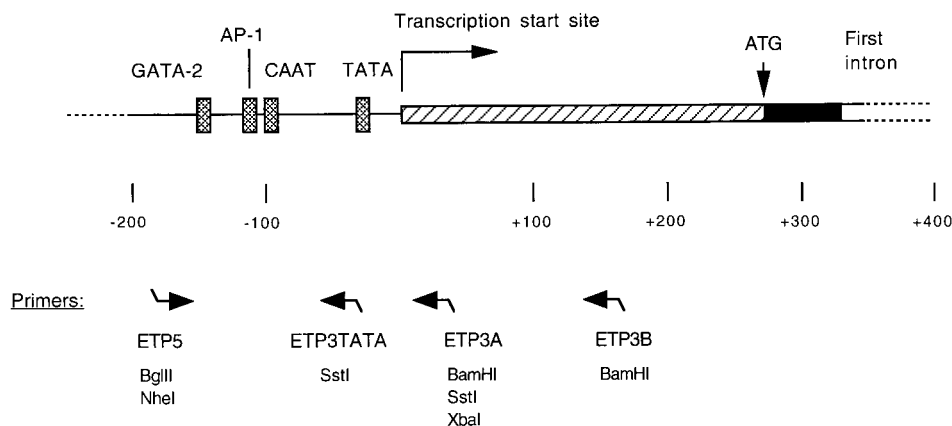 Transcription start site
AP-1
ATG
First
intron
GATA-2
CAAT
TATA
-200
-100
+100
+200
+300
+400
Primers:
ETP5
BglII
NheI
ETP3TATA
SstI
ETP3A
BamHI
SstI
XbaI
ETP3B
BamHI